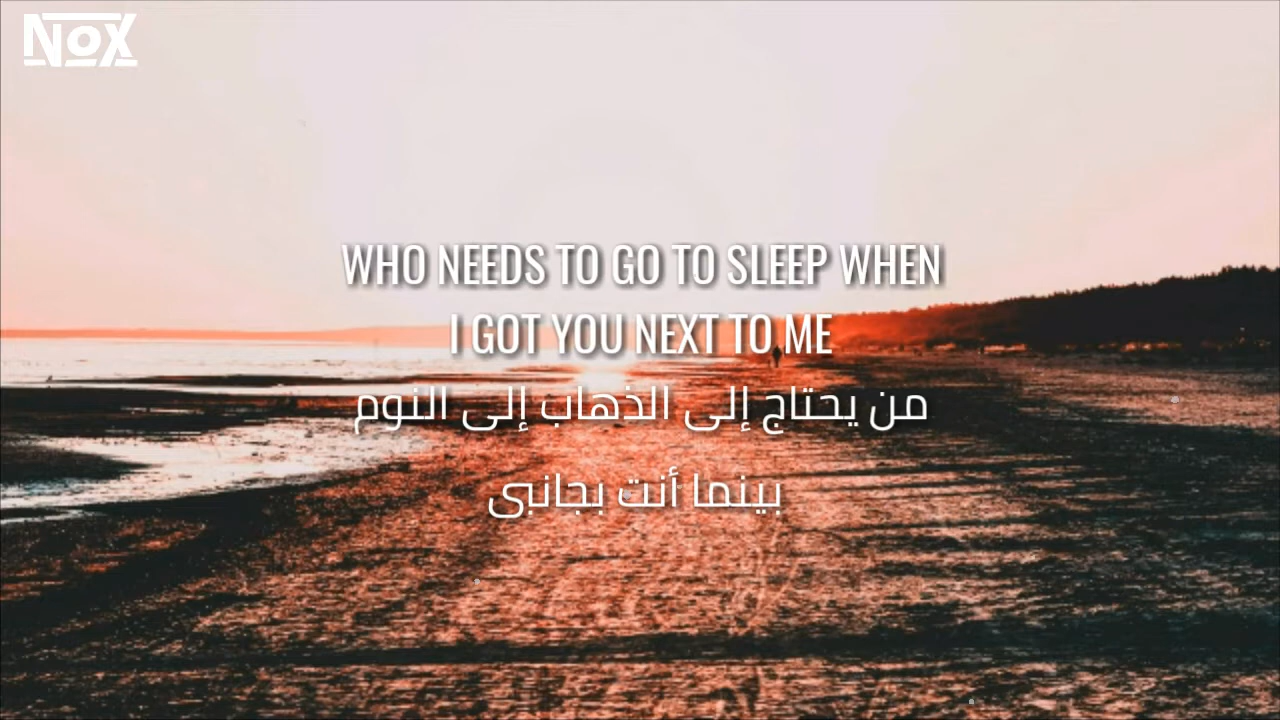 NOX
WHO NEEDS TO GO TO SLEEP WHEN
I GOT YOU NEXT TO ME
من يحتاج إلى الذهاب إلى النوم
بينما أنت بجانبى